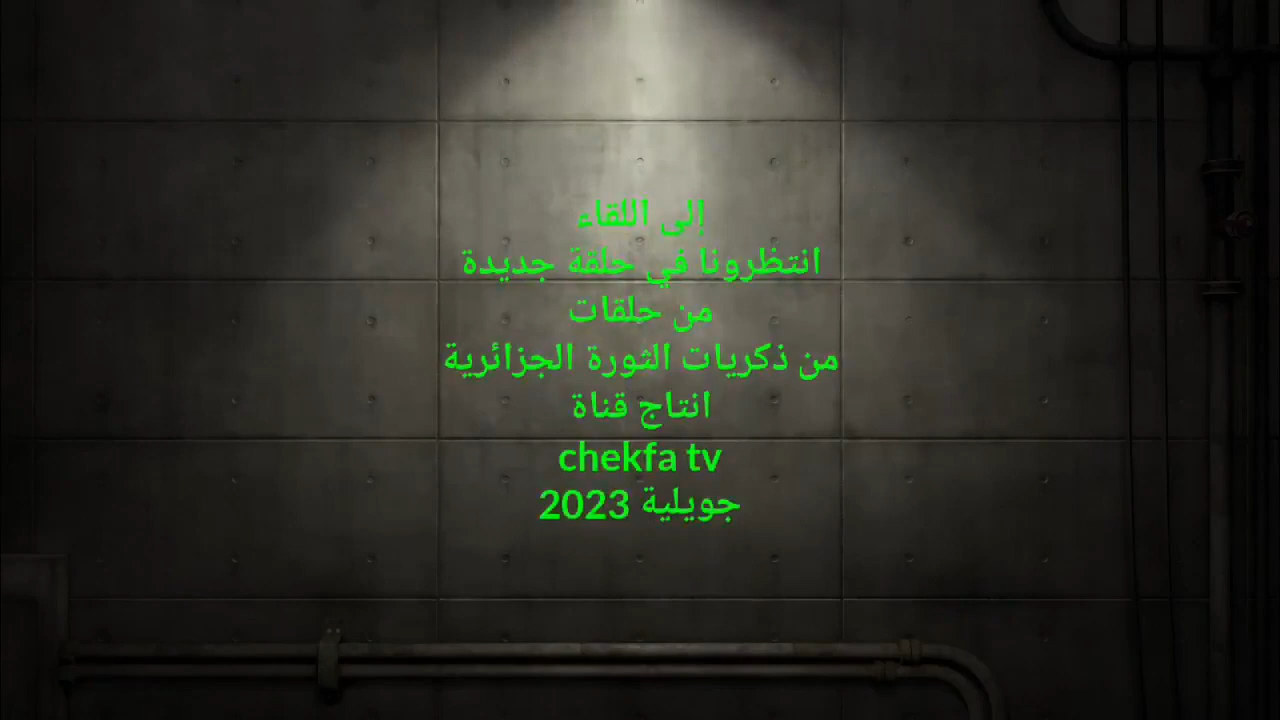 إلى اللقاء
انتظرونا في حلقة جديدة
من حلقات
من ذكريات الثورة الجزائرية
انتاج قناة
chekfa tv
جويلية 2023